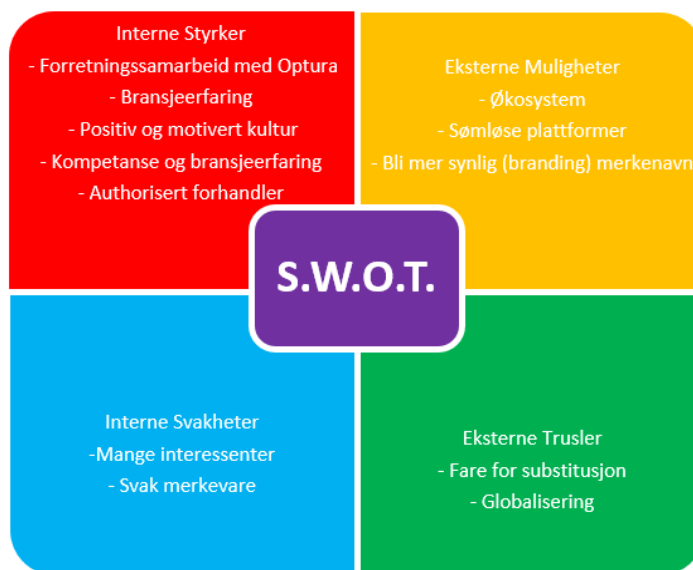 Interne Styrker
- Forretningssamarbeid med Optura
- Bransjeerfaring
- Positiv og motivert kultur
- Kompetanse og bransjeerfaring
- Authorisert forhandler
Eksterne Muligheter
- Økosystem
- Sømløse plattformer
- Bli mer synlig (branding) merkenavn
S.W.O.T.
Interne Svakheter
-Mange interessenter
- Svak merkevare
Eksterne Trusler
- Fare for substitusjon
- Globalisering